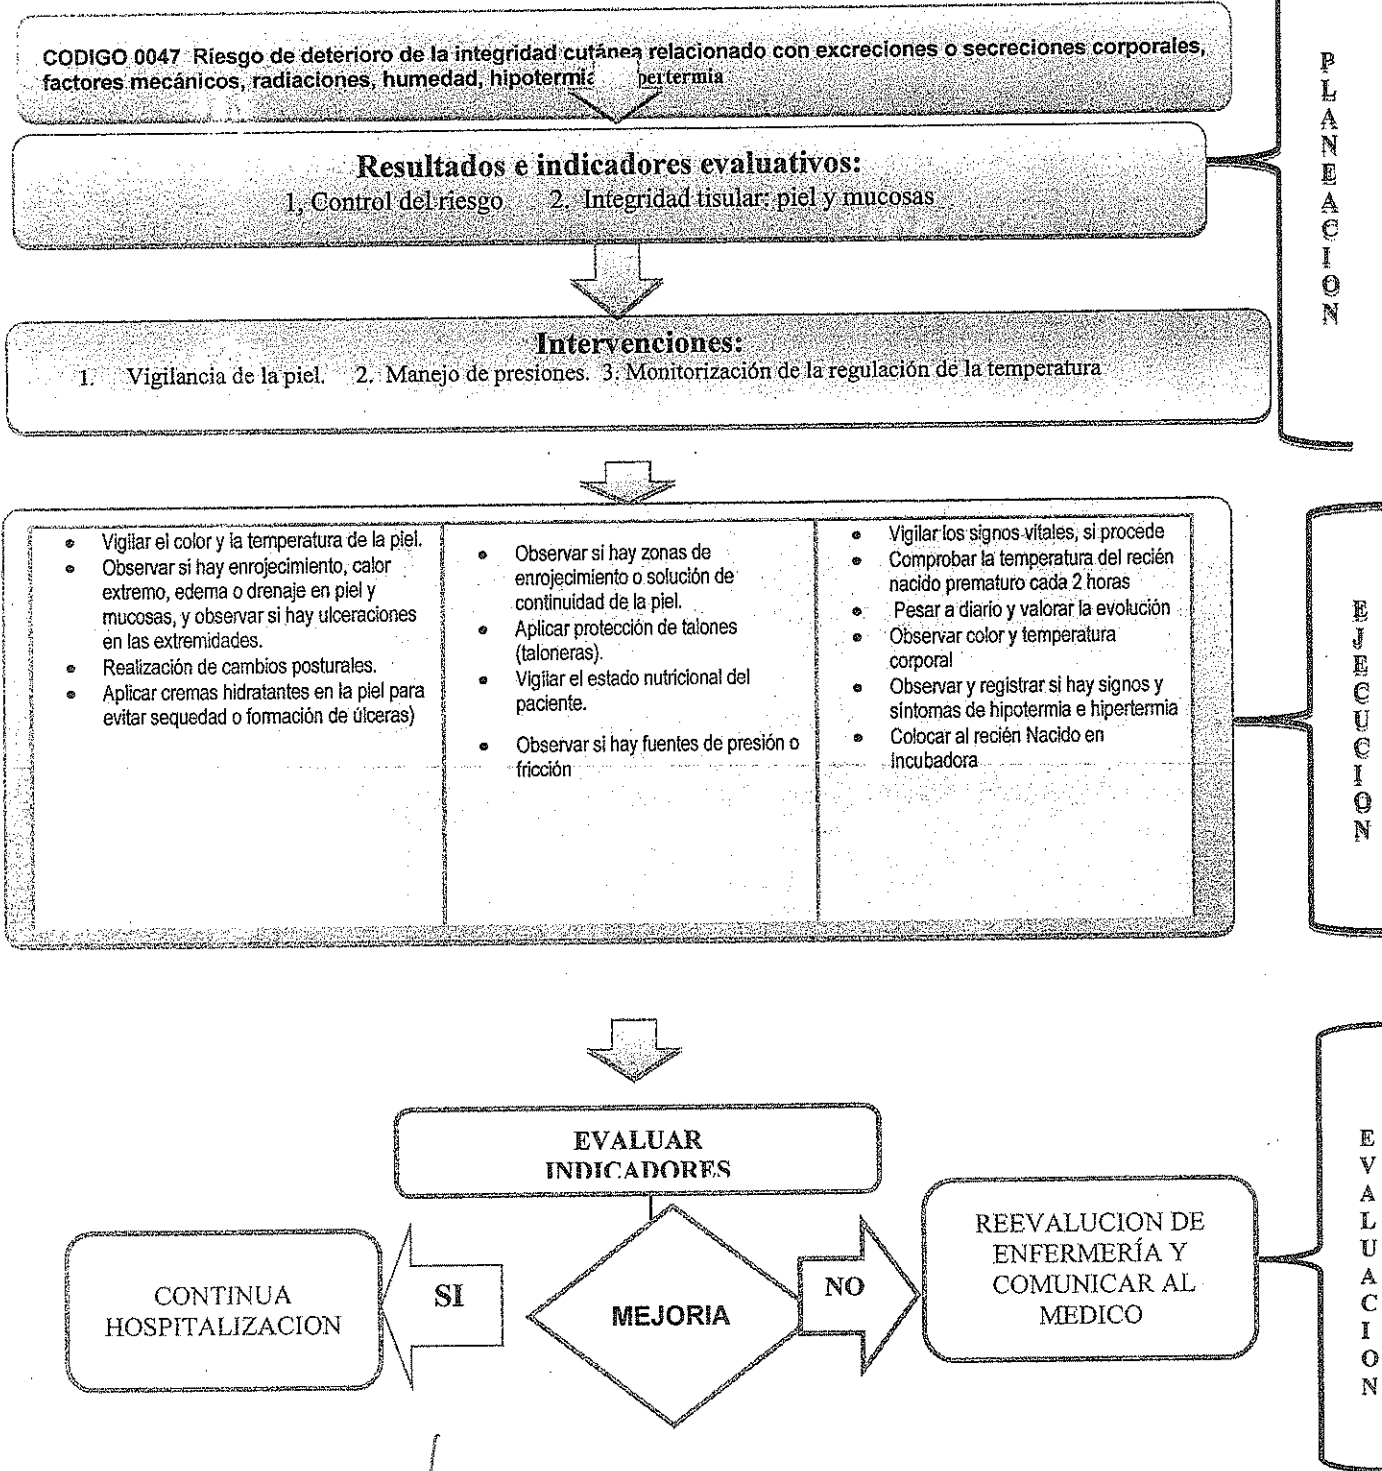 CODIGO 0047 Riesgo de deterioro de la integridad cutánea relacionado con excreciones o secreciones corporales,
factores mecánicos, radiaciones, humedad, hipotermia pertermia
PLANEACION
Resultados e indicadores evaluativos:
1, Control del riesgo 2. Integridad tisular: piel y mucosas
Intervenciones:
1. Vigilancia de la piel. 2. Manejo de presiones. 3. Monitorización de la regulación de la temperatura
• Vigilar el color y la temperatura de la piel.
• Observar si hay enrojecimiento, calor
extremo, edema o drenaje en piel y
mucosas, y observar si hay ulceraciones
en las extremidades.
• Realización de cambios posturales.
• Aplicar cremas hidratantes en la piel para
evitar sequedad o formación de úlceras)
• Observar si hay zonas de
enrojecimiento o solución de
continuidad de la piel.
• Aplicar protección de talones
(taloneras).
• Vigilar el estado nutricional del
paciente.
• Observar si hay fuentes de presión o
fricción
• Vigilar los signos vitales, si procede
• Comprobar la temperatura del recién
nacido prematuro cada 2 horas
• Pesar a diario y valorar la evolución
• Observar color y temperatura
corporal
• Observar y registrar si hay signos y
síntomas de hipotermia e hipertermia
• Colocar al recién Nacido en
Incubadora
EJECUCION
EVALUAR
INDICADORES
CONTINUA
HOSPITALIZACION
SI
MEJORIA
NO
REEVALUCION DE
ENFERMERÍA Y
COMUNICAR AL
MEDICO
EVALUACION